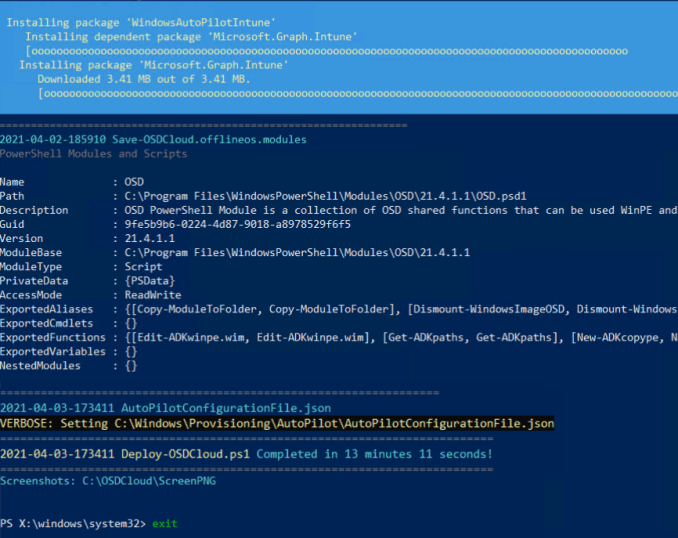 Installing package 'WindowsAutoPilotIntune'
Installing dependent package 'Microsoft.Graph.Intune'
[oooooooooooooooooooooooooooooooooooooooooooooooooooooooooooooooooooooooooooooooooooooooooooooo
Installing package 'Microsoft.Graph.Intune'
Downloaded 3.41 MB out of 3.41 MB.
[oooooooooooooooooooooooooooooooooooooooooooooooooooooooooooooooooooooooooooooooooooooooooooooooooooo
=================================================================
2021-04-02-185910 Save-OSDCloud.offlineos.modules
PowerShell Modules and Scripts
Name : OSD
Path : C:\Program Files\WindowsPowerShell\Modules\OSD\21.4.1.1\OSD.psd1
Description : OSD PowerShell Module is a collection of OSD shared functions that can be used WinPE and
Guid : 9fe5b9b6-0224-4d87-9018-a8978529f6f5
Version : 21.4.1.1
ModuleBase : C:\Program Files\WindowsPowerShell\Modules\OSD\21.4.1.1
ModuleType : Script
PrivateData : {PSData}
AccessMode : ReadWrite
ExportedAliases : {[Copy-ModuleToFolder, Copy-ModuleToFolder], [Dismount-WindowsImageOSD, Dismount-Windows
ExportedCmdlets : {}
ExportedFunctions : {[Edit-ADKwinpe.wim, Edit-ADKwinpe.wim], [Get-ADKpaths, Get-ADKpaths], [New-ADKcopype, N
ExportedVariables : {}
NestedModules : {}
=================================================================
2021-04-03-173411 AutoPilotConfigurationFile.json
VERBOSE: Setting C:\Windows\Provisioning\AutoPilot\AutoPilotConfigurationFile.json
=========================================================================
2021-04-03-173411 Deploy-OSDCloud.ps1 Completed in 13 minutes 11 seconds!
=========================================================================
Screenshots: C:\OSDCloud\ScreenPNG
PS X:\windows\system32> exit